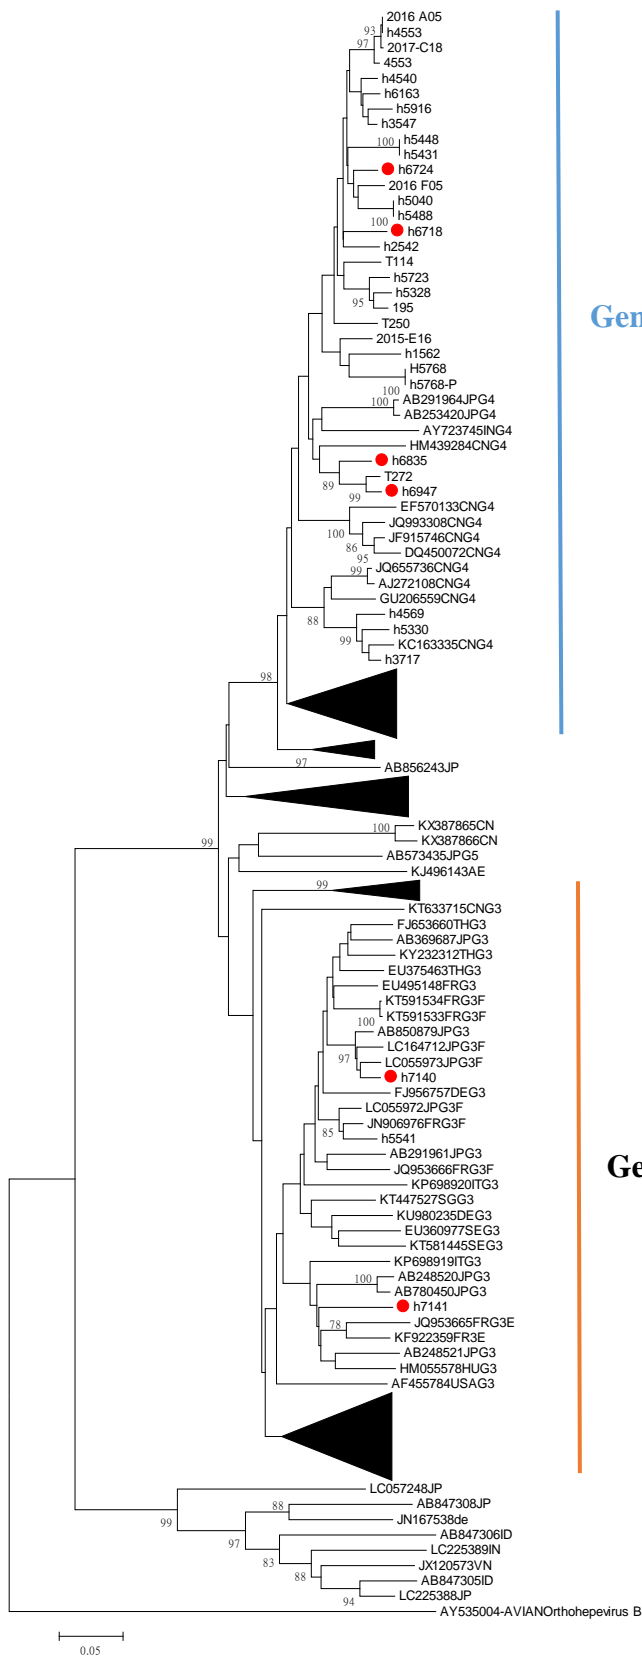 2016 A05
93
h4553
97
2017-C18
4553
h4540
h6163
h5916
h3547
h5448
100
h5431
h6724
2016 F05
h5040
h5488
100
h6718
h2542
T114
h5723
h5328
95
195
Gen
T250
2015-E16
h1562
H5768
h5768-P
100
AB291964JPG4
100
AB253420JPG4
AY723745ING4
HM439284CNG4
h6835
T272
89
h6947
99
EF570133CNG4
JQ993308CNG4
100
JF915746CNG4
86
DQ450072CNG4
95
JQ655736CNG4
99
AJ272108CNG4
GU206559CNG4
h4569
88
h5330
99
KC163335CNG4
h3717
98
97
AB856243JP
KX387865CN
100
KX387866CN
99
AB573435JPG5
KJ496143AE
99
KT633715CNG3
FJ653660THG3
AB369687JPG3
KY232312THG3
EU375463THG3
EU495148FRG3
KT591534FRG3F
KT591533FRG3F
100
AB850879JPG3
LC164712JPG3F
97
LC055973JPG3F
h7140
FJ956757DEG3
LC055972JPG3F
JN906976FRG3F
85
h5541
AB291961JPG3
Ge
JQ953666FRG3F
KP698920ITG3
KT447527SGG3
KU980235DEG3
EU360977SEG3
KT581445SEG3
KP698919ITG3
AB248520JPG3
100
AB780450JPG3
h7141
JQ953665FRG3E
78
KF922359FR3E
AB248521JPG3
HM055578HUG3
AF455784USAG3
LC057248JP
AB847308JP
88
JN167538de
99
AB847306ID
97
LC225389IN
83
JX120573VN
88
AB847305ID
LC225388JP
94
AY535004-AVIANOrthohepevirus B
0.05